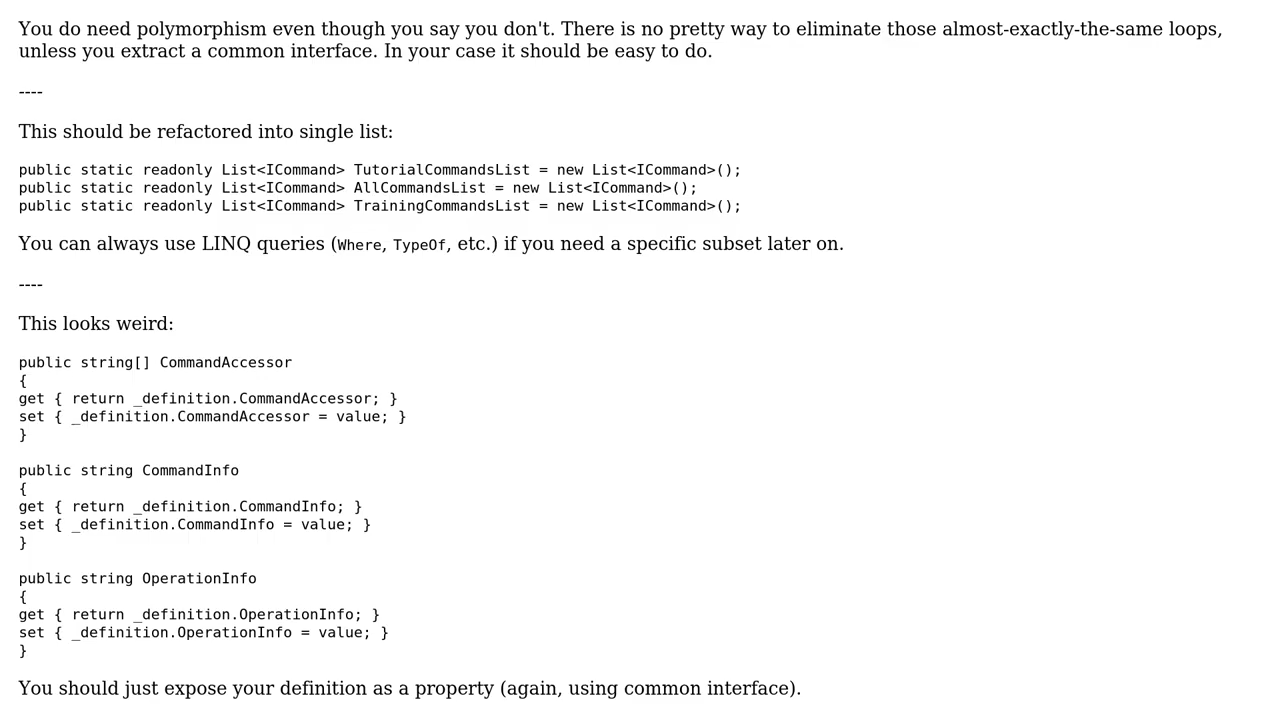 You do need polymorphism even though you say you don't. There is no pretty way to eliminate those almost-exactly-the-same loops,
unless you extract a common interface. In your case it should be easy to do.
----
This should be refactored into single list:
public static readonly List<ICommand> TutorialCommandsList = new List<ICommand>();
public static readonly List<ICommand> AllCommandsList = new List<ICommand>();
public static readonly List<ICommand> TrainingCommandsList = new List<ICommand>();
You can always use LINQ queries (Where, TypeOf, etc.) if you need a specific subset later on.
----
This looks weird:
public string[] CommandAccessor
{
get { return _definition.CommandAccessor; }
set { _definition.CommandAccessor = value; }
}
public string CommandInfo
{
get { return _definition.CommandInfo; }
set { _definition.CommandInfo = value; }
}
public string OperationInfo
{
get { return _definition.OperationInfo; }
set { _definition.OperationInfo = value; }
}
You should just expose your definition as a property (again, using common interface).